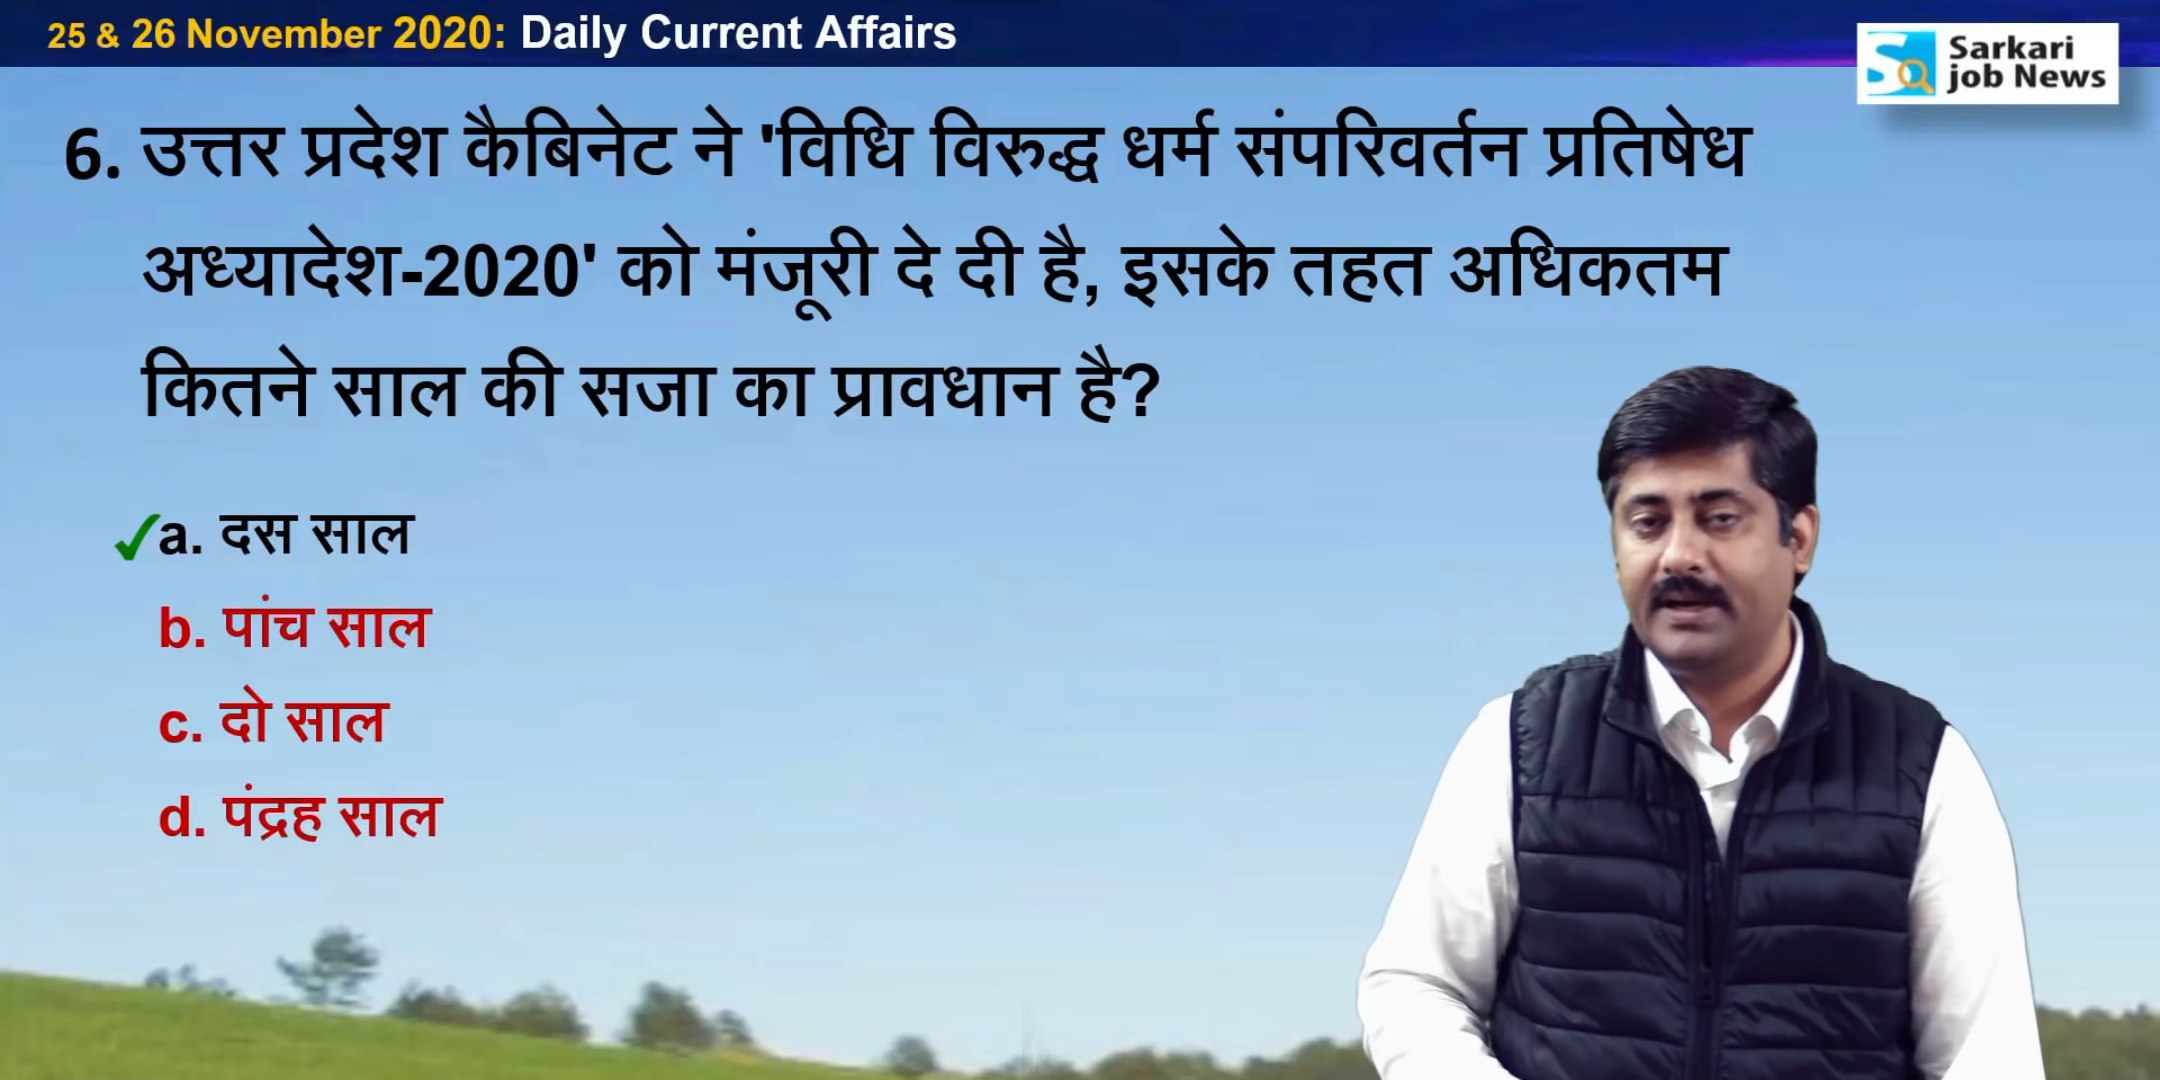 25 & 26 November 2020: Daily Current Affairs
Sarkari
job News
6. उत्तर प्रदेश कैबिनेट ने 'विधि विरुद्ध धर्म संपरिवर्तन प्रतिषेध
अध्यादेश-2020' को मंजूरी दे दी है, इसके तहत अधिकतम
कितने साल की सजा का प्रावधान है?
a. दस साल
b. पांच साल
c. दो साल
d. पंद्रह साल